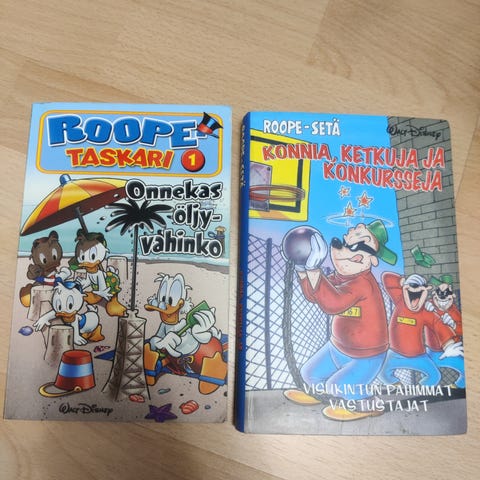 ROOPE-
TASKARI 1
Onnekas
öljy-
vahinko
WALT DISNEY
ROOPE-SETÄ
WALT DISNEY
KONNIA, KETKUJA JA
KONKURSSEJA
VISUKINTUN PAHIMMAT
VASTUSTAJAT